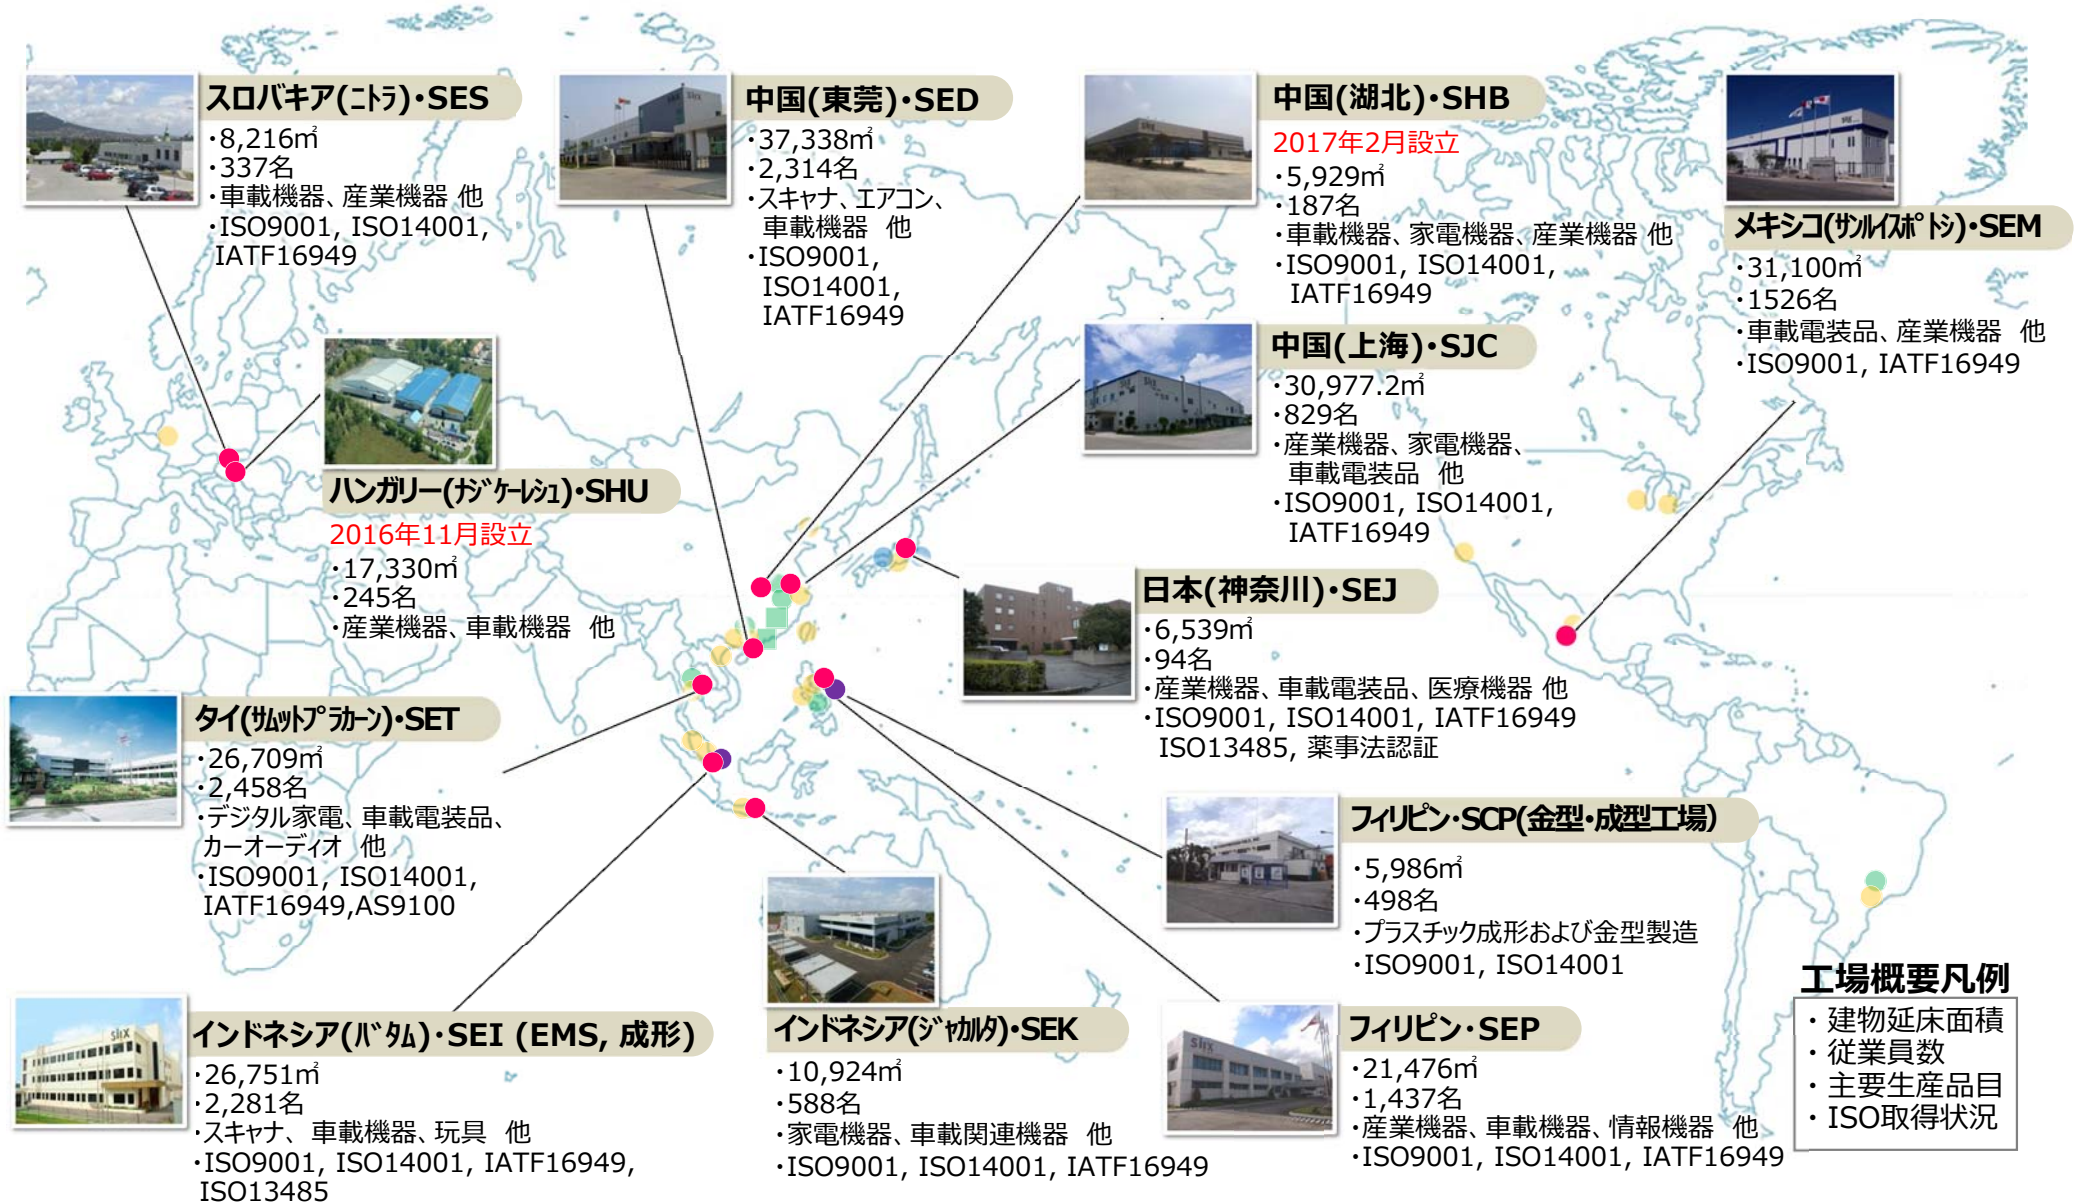 スロバキア(ニトラ)・SES
・8,216㎡
・337名
・車載機器、産業機器 他
・ISO9001, ISO14001,
IATF16949
中国(東莞)・SED
・37,338㎡
・2,314名
・スキャナ、エアコン、
車載機器 他
・ISO9001,
ISO14001,
IATF16949
中国(湖北)・SHB
2017年2月設立
・5,929㎡
・187名
・車載機器、家電機器、産業機器 他
・ISO9001, ISO14001,
IATF16949
メキシコ(サンルイスポトシ)・SEM
・31,100㎡
・1526名
・車載電装品、産業機器 他
・ISO9001, IATF16949
ハンガリー(ナジケーレシュ)・SHU
2016年11月設立
・17,330㎡
・245名
・産業機器、車載機器 他
中国(上海)・SJC
・30,977.2㎡
・829名
・産業機器、家電機器、
車載電装品 他
・ISO9001, ISO14001,
IATF16949
日本(神奈川)・SEJ
・6,539㎡
・94名
・産業機器、車載電装品、医療機器 他
・ISO9001, ISO14001, IATF16949
ISO13485, 薬事法認証
タイ(サムットプラカーン)・SET
・26,709㎡
・2,458名
・デジタル家電、車載電装品、
カーオーディオ 他
・ISO9001, ISO14001,
IATF16949,AS9100
フィリピン・SCP(金型・成型工場)
・5,986㎡
・498名
・プラスチック成形および金型製造
・ISO9001, ISO14001
インドネシア(バタム)・SEI (EMS, 成形)
・26,751㎡
・2,281名
・スキャナ、車載機器、玩具 他
・ISO9001, ISO14001, IATF16949,
ISO13485
インドネシア(ジャカルタ)・SEK
・10,924㎡
・588名
・家電機器、車載関連機器 他
・ISO9001, ISO14001, IATF16949
フィリピン・SEP
・21,476㎡
・1,437名
・産業機器、車載機器、情報機器 他
・ISO9001, ISO14001, IATF16949
工場概要凡例
・建物延床面積
・従業員数
・主要生産品目
・ISO取得状況
SIIX
SIIX
SIIX